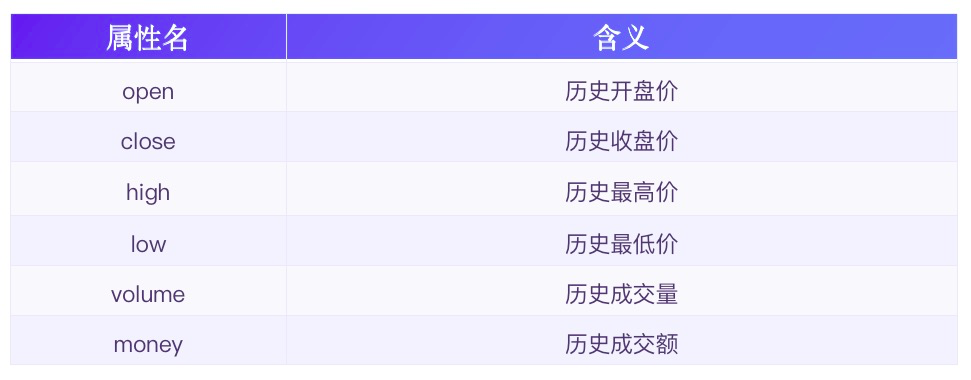 属性名 含义
open 历史开盘价
close 历史收盘价
high 历史最高价
low 历史最低价
volume 历史成交量
money 历史成交额